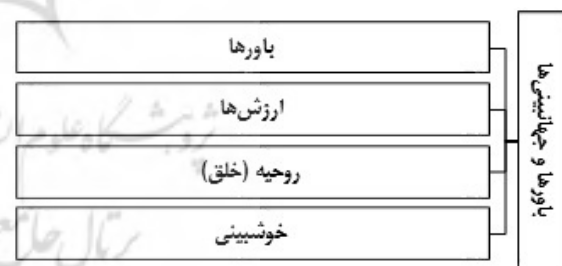 باورها و جهانبینی‌ها
باورها
ارزش‌ها
روحیه (خلق)
خوشبینی